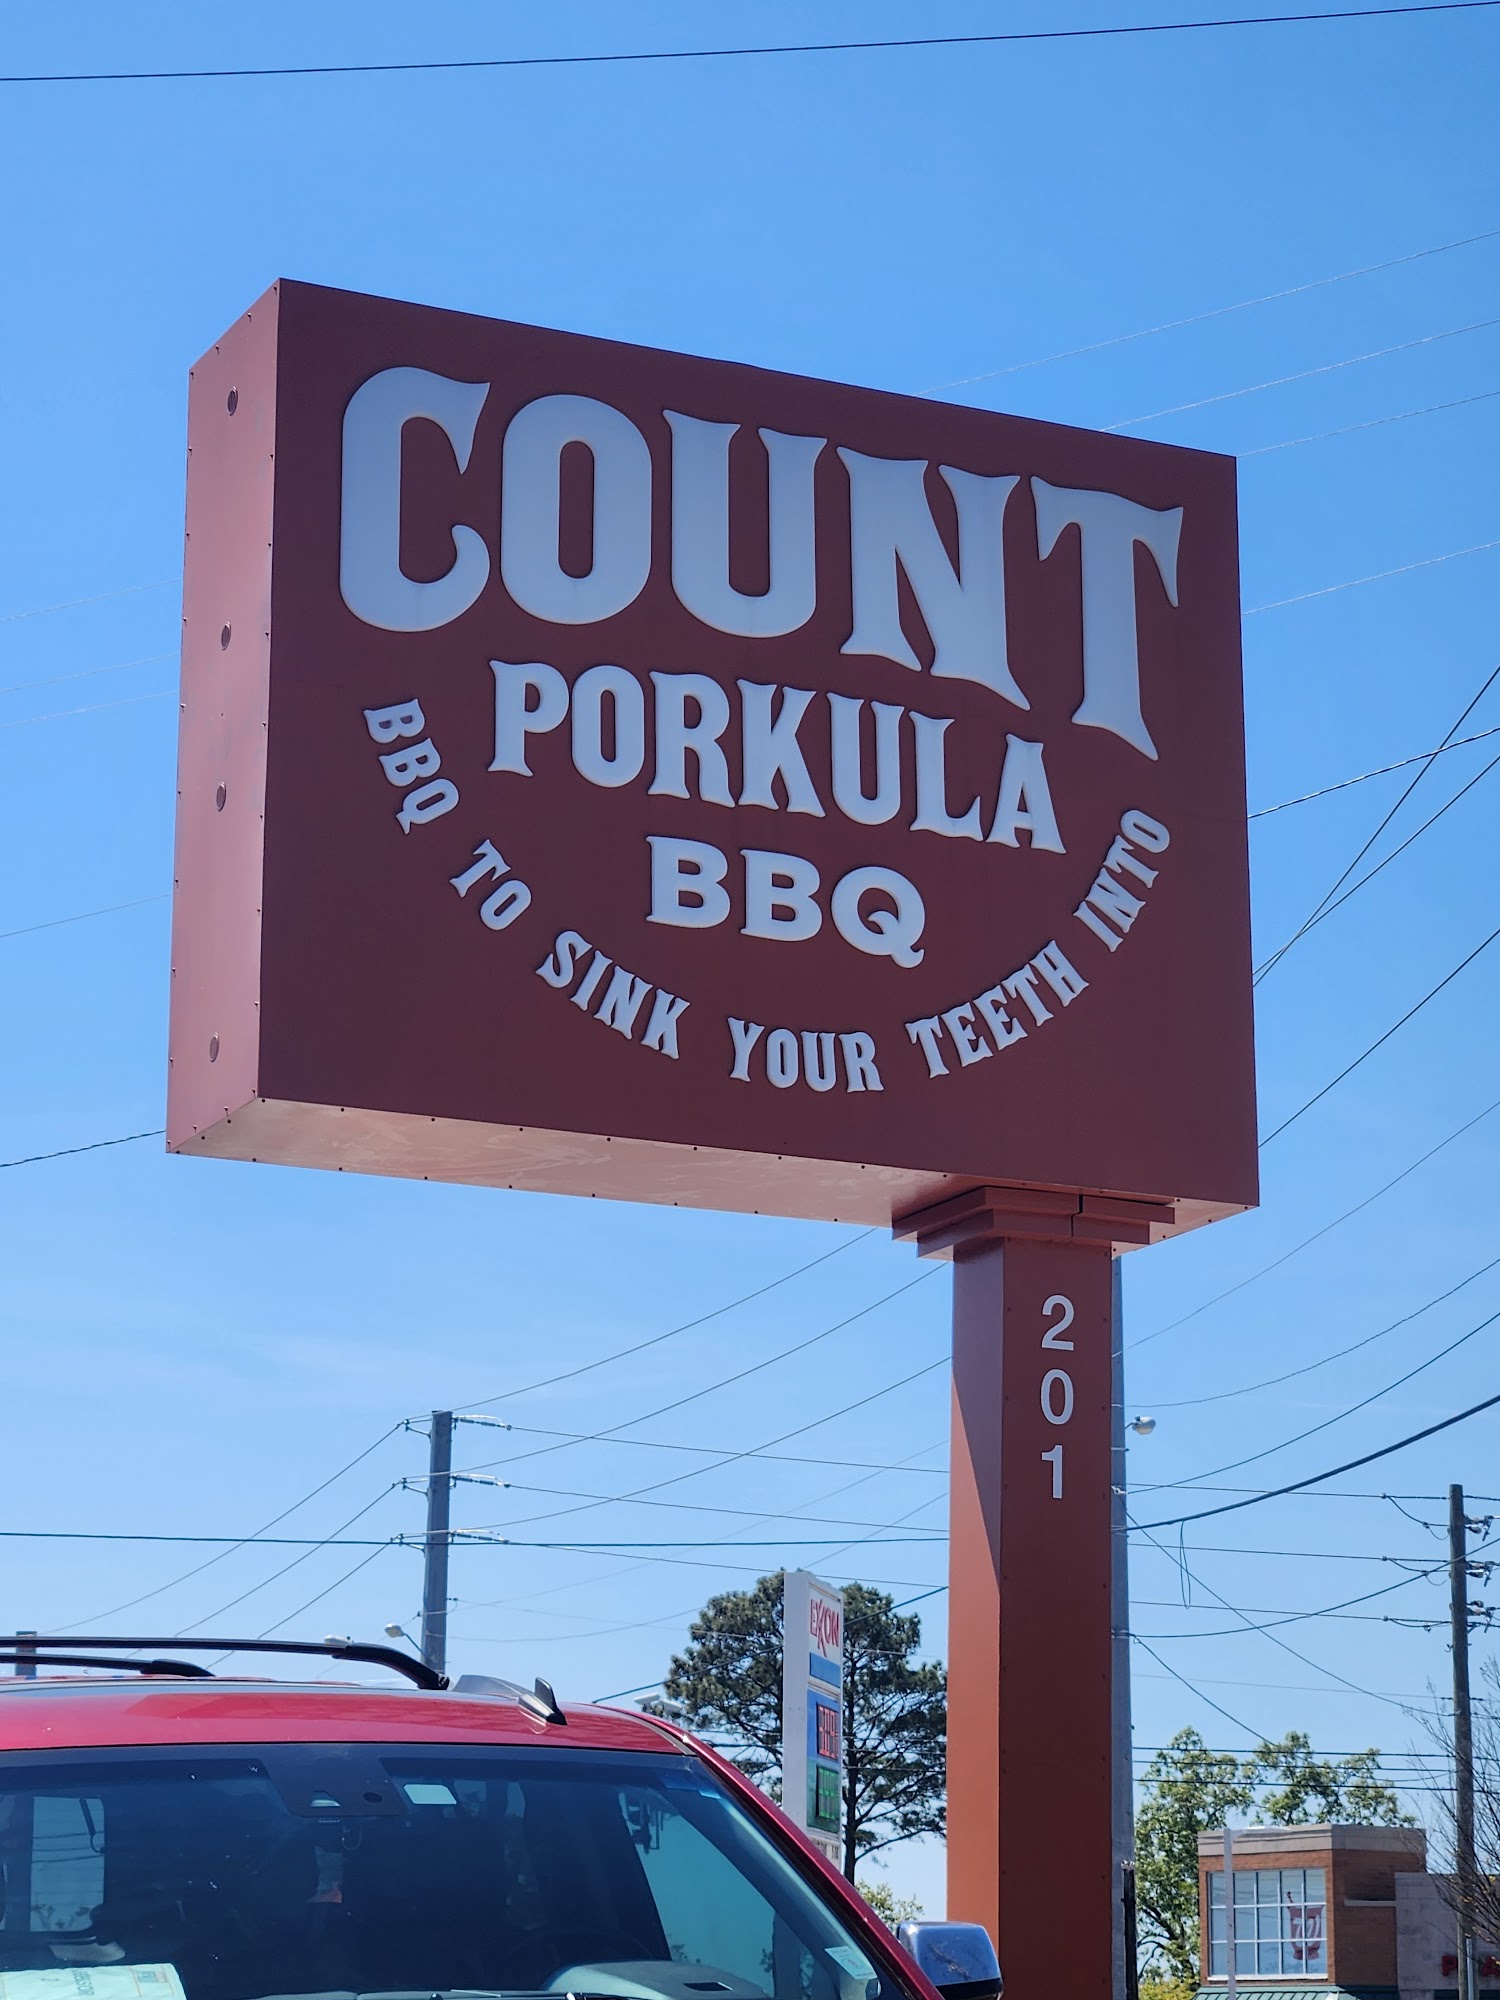 COUNT
PORKULA
BBQ
BBQ TO SINK YOUR TEETH INTO
201
EXXON